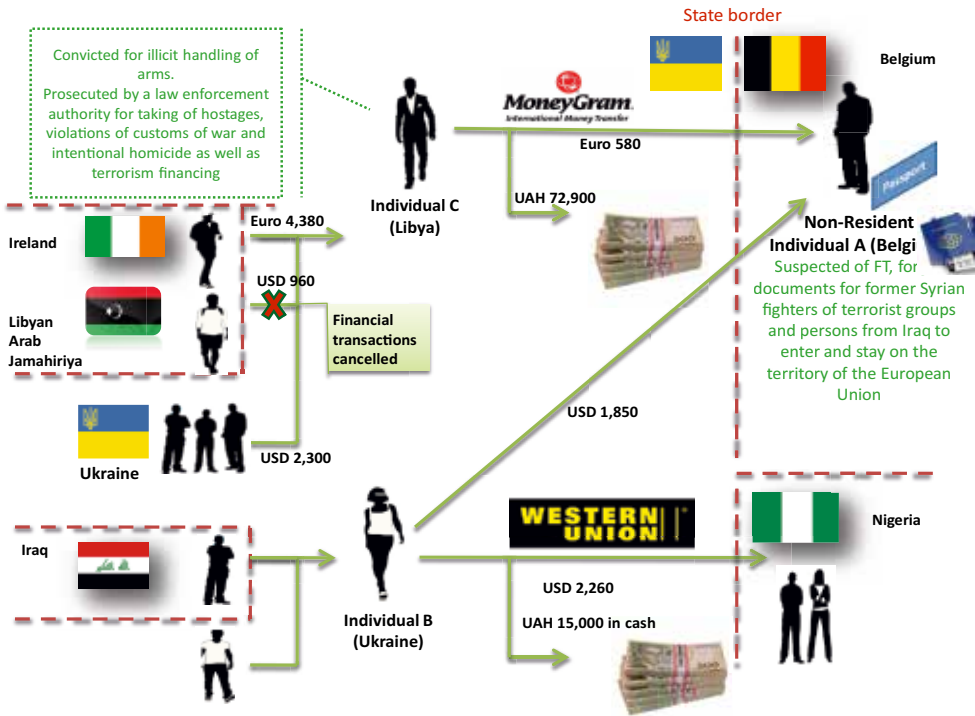 State border
Convicted for illicit handling of
arms.
Prosecuted by a law enforcement
authority for taking of hostages,
violations of customs of war and
intentional homicide as well as
terrorism financing
MoneyGram.
International Money Transfer
Euro 580
UAH 72,900
Belgium
Passport
Individual C
(Libya)
Non-Resident
Individual A (Belgi
Suspected of FT, for
documents for former Syrian
fighters of terrorist groups
and persons from Iraq to
enter and stay on the
territory of the European
Union
Ireland
Euro 4,380
Libyan
Arab
Jamahiriya
USD 960
Financial
transactions
cancelled
Ukraine
USD 2,300
USD 1,850
Iraq
Individual B
(Ukraine)
WESTERN
UNION
USD 2,260
UAH 15,000 in cash
Nigeria